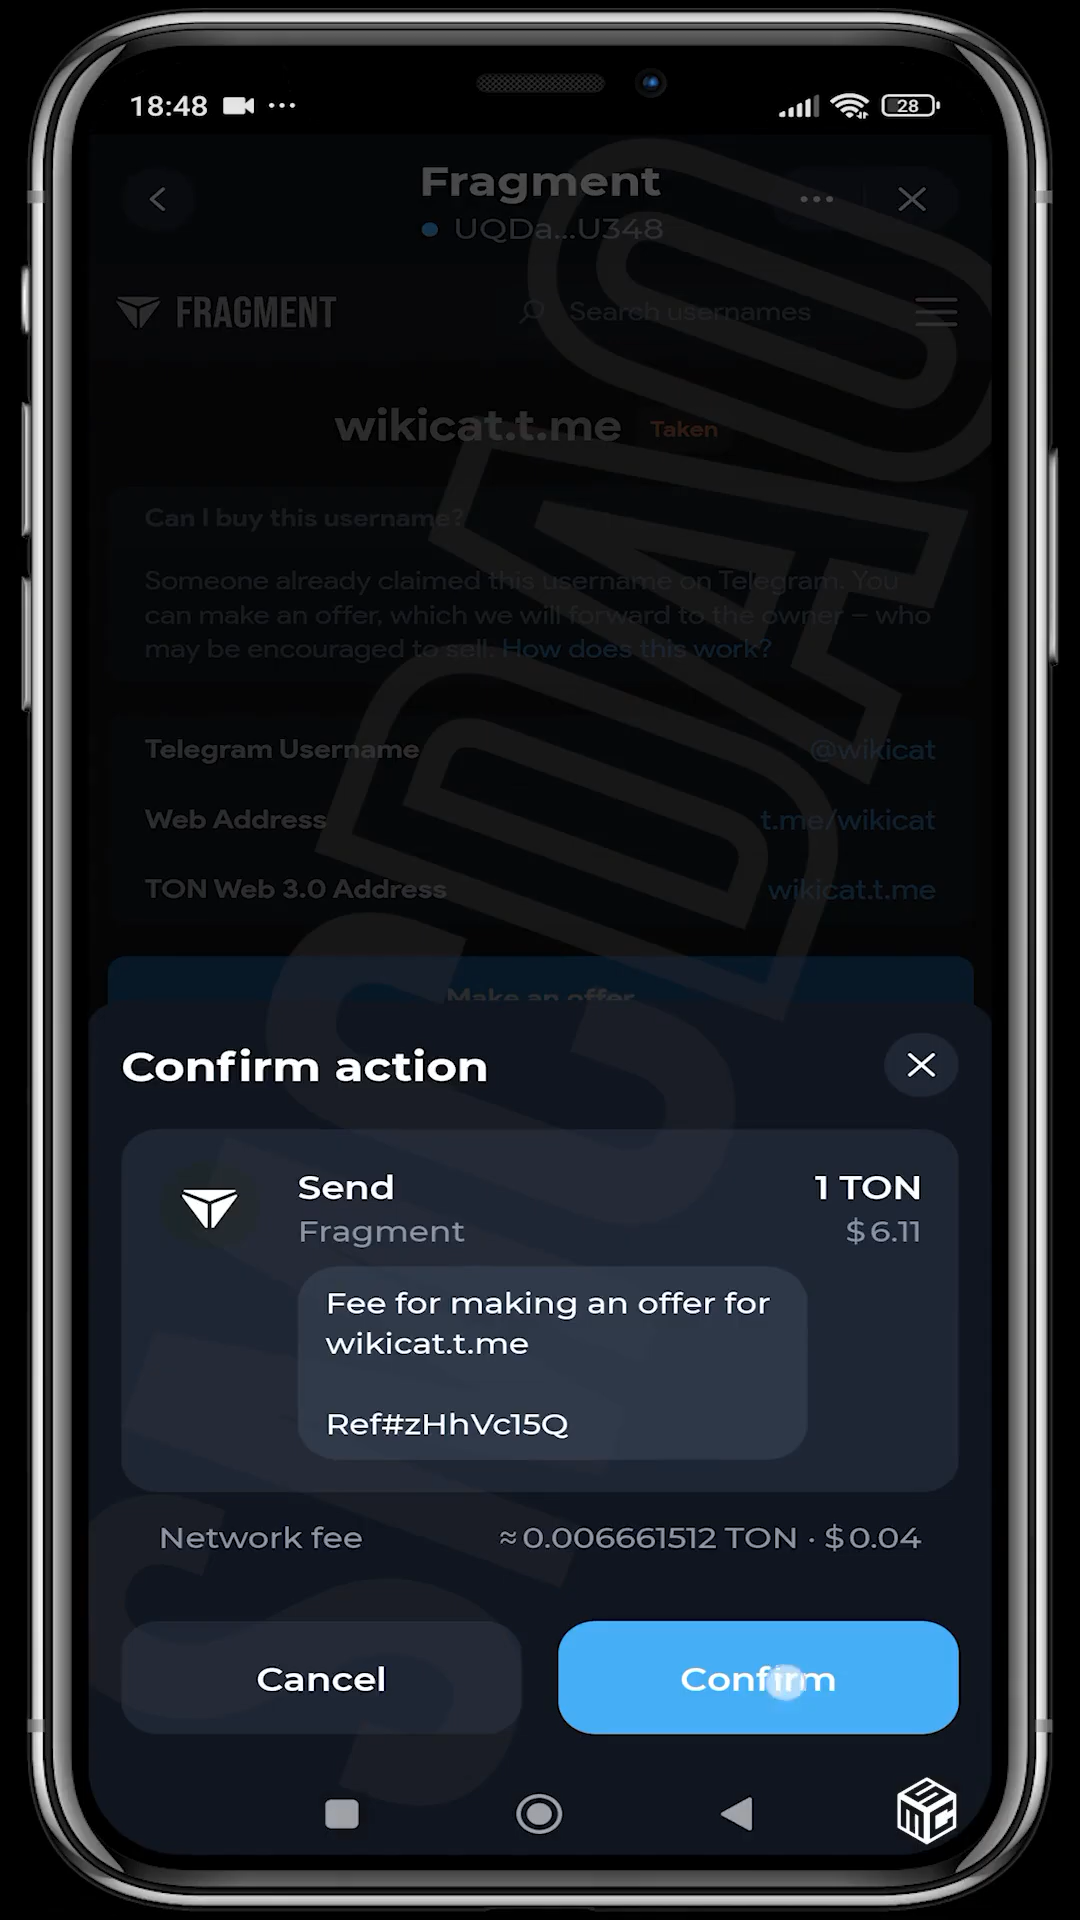 18:48
28
Fragment
UQDa...U348
FRAGMENT
Search usernames
wikicat.t.me Taken
Can I buy this username?
Someone already claimed this username on Telegram. You
can make an offer, which we will forward to the owner – who
may be encouraged to sell. How does this work?
Telegram Username @wikicat
Web Address t.me/wikicat
TON Web 3.0 Address wikicat.t.me
Make an offer
Confirm action
Send 1 TON
Fragment $6.11
Fee for making an offer for
wikicat.t.me
Ref#zHhVc15Q
Network fee ≈0.006661512 TON · $0.04
Cancel Confirm
SMC
SMCDAO